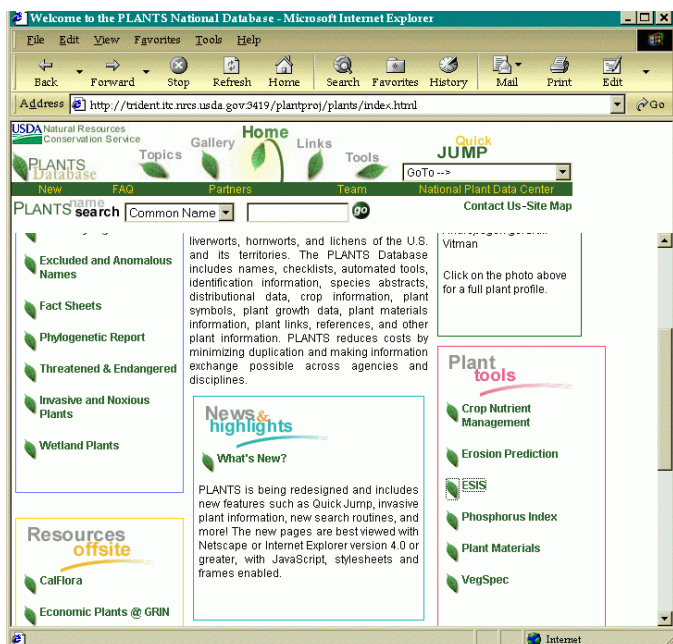 Welcome to the PLANTS National Database - Microsoft Internet Explorer
File Edit View Favorites Tools Help
Back Forward Stop Refresh Home Search Favorites History Mail Print Edit
Address http://trident.itc.nrcs.usda.gov:3419/plantproj/plants/index.html Go
USDA Natural Resources
Conservation Service
PLANTS
Database
Topics Gallery Home Links Tools
Quick
JUMP
GoTo -->
New FAQ Partners Team National Plant Data Center
PLANTS name
search Common Name go
Contact Us-Site Map
Excluded and Anomalous
Names
Fact Sheets
Phylogenetic Report
Threatened & Endangered
Invasive and Noxious
Plants
Wetland Plants
Resources
offsite
CalFlora
Economic Plants @ GRIN
liverworts, hornworts, and lichens of the U.S.
and its territories. The PLANTS Database
includes names, checklists, automated tools,
identification information, species abstracts,
distributional data, crop information, plant
symbols, plant growth data, plant materials
information, plant links, references, and other
plant information. PLANTS reduces costs by
minimizing duplication and making information
exchange possible across agencies and
disciplines.
News &
highlights
What's New?
PLANTS is being redesigned and includes
new features such as Quick Jump, invasive
plant information, new search routines, and
more! The new pages are best viewed with
Netscape or Internet Explorer version 4.0 or
greater, with JavaScript, stylesheets and
frames enabled.
Vitman
Click on the photo above
for a full plant profile.
Plant
tools
Crop Nutrient
Management
Erosion Prediction
ESIS
Phosphorus Index
Plant Materials
VegSpec
Internet